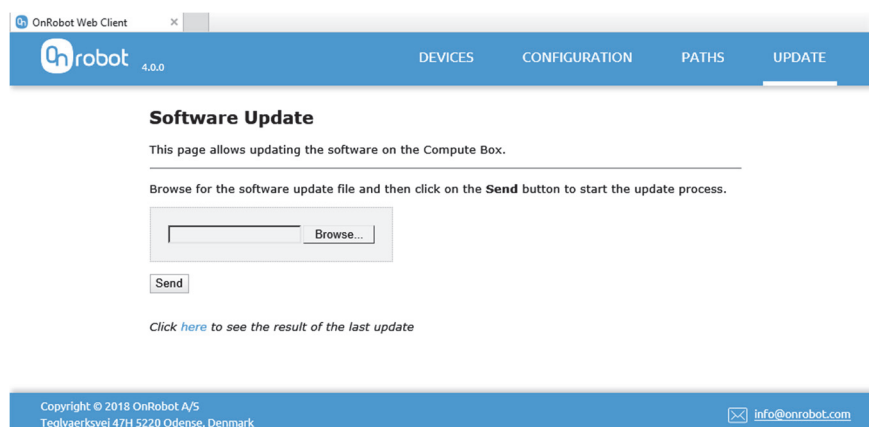 OnRobot Web Client
OnRobot 4.0.0 DEVICES CONFIGURATION PATHS UPDATE
Software Update
This page allows updating the software on the Compute Box.
Browse for the software update file and then click on the Send button to start the update process.
Browse...
Send
Click here to see the result of the last update
Copyright © 2018 OnRobot A/S
info@onrobot.com
Teglvaerksvej 47H 5220 Odense, Denmark